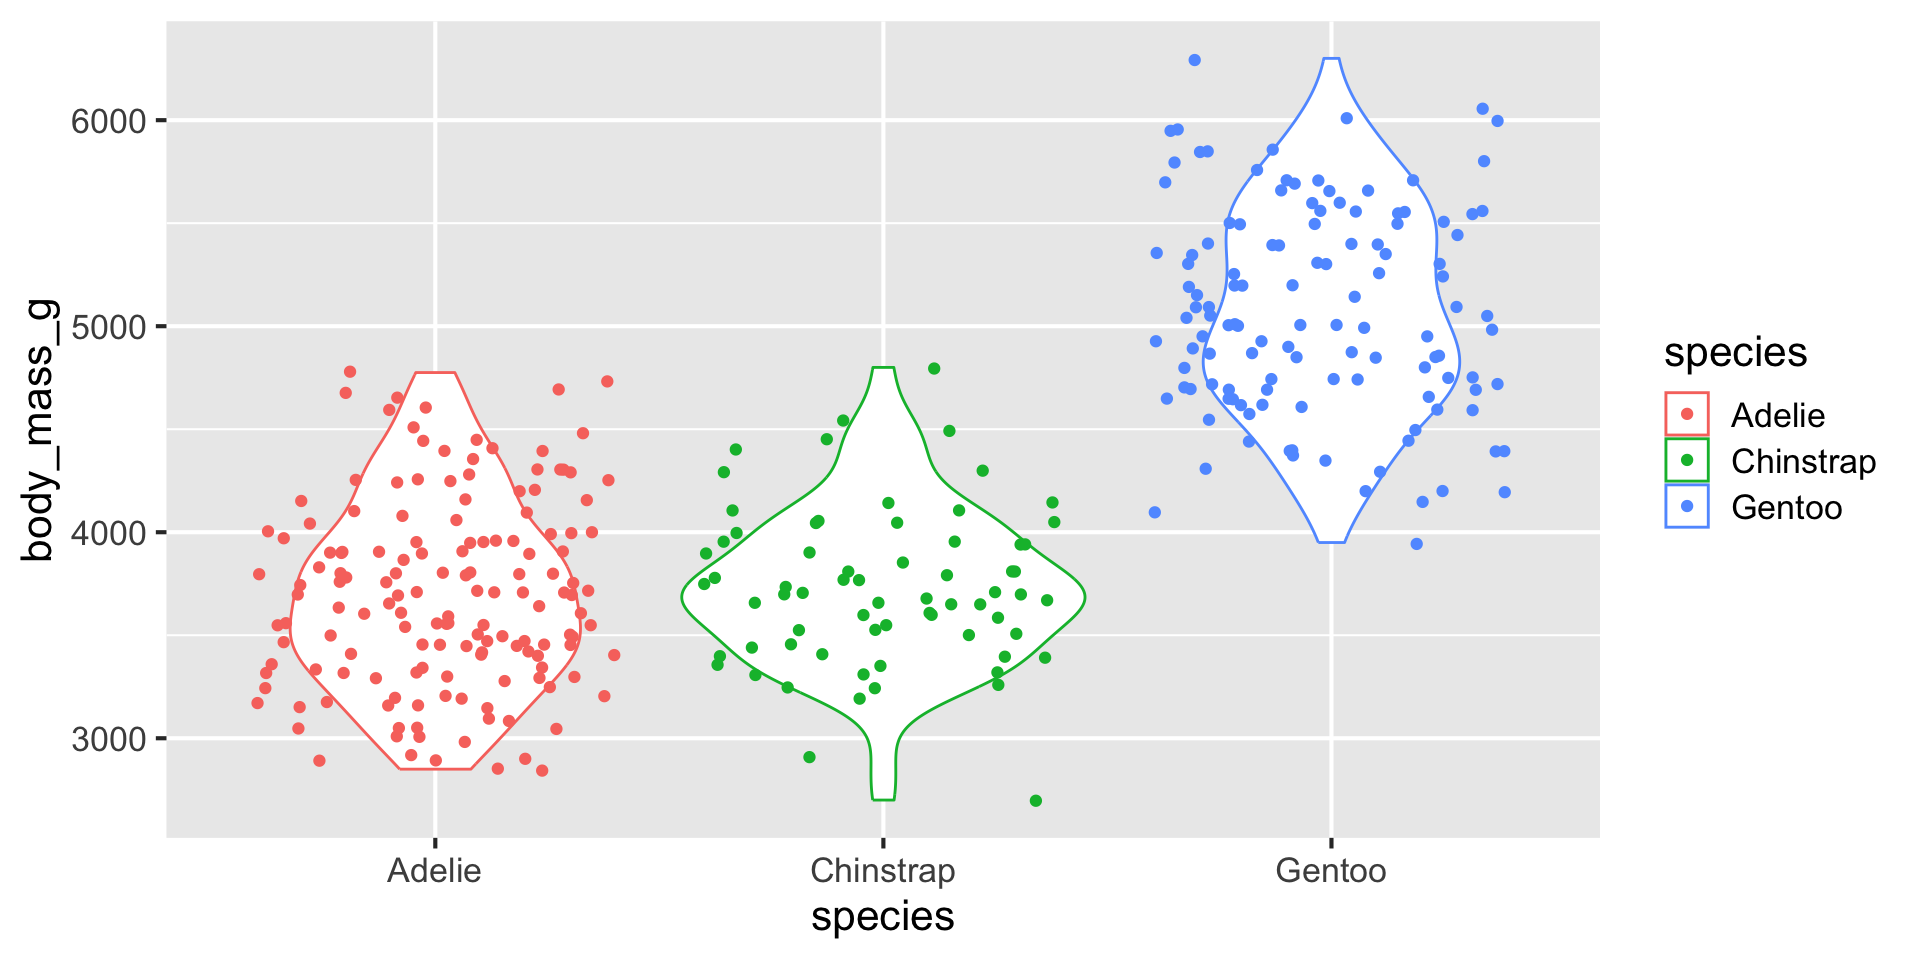 body_mass_g
6000
5000
4000
3000
Adelie
Chinstrap
Gentoo
species
species
Adelie
Chinstrap
Gentoo